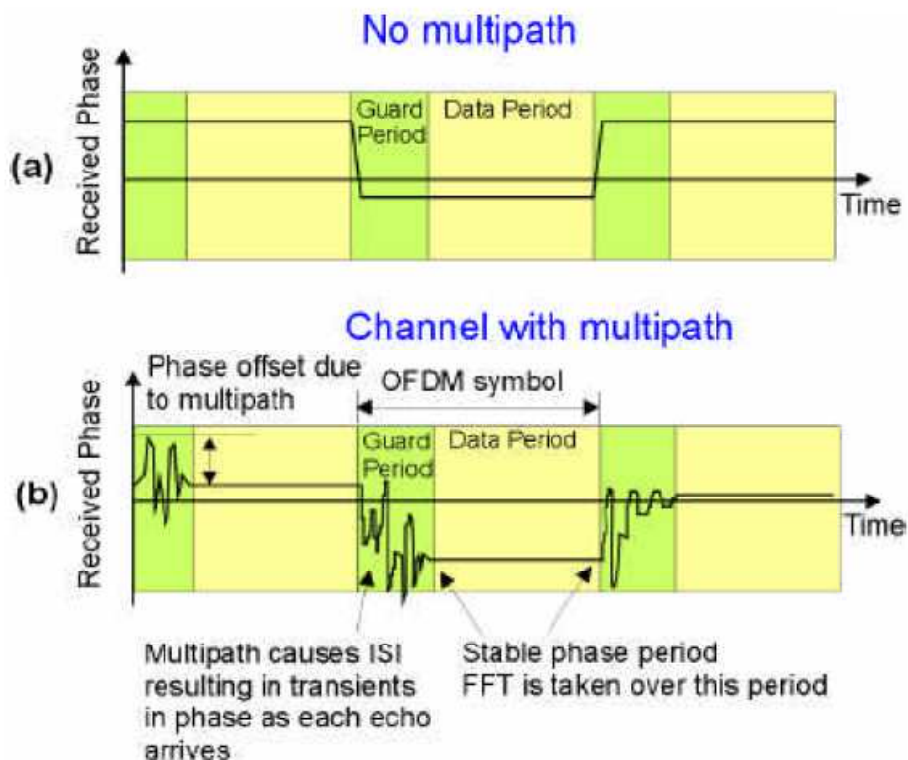 No multipath
Received Phase
(a)
Guard
Period
Data Period
Time
Channel with multipath
Phase offset due
to multipath
OFDM symbol
Received Phase
(b)
Guard
Period
Data Period
Time
Multipath causes ISI
resulting in transients
in phase as each echo
arrives
Stable phase period
FFT is taken over this period